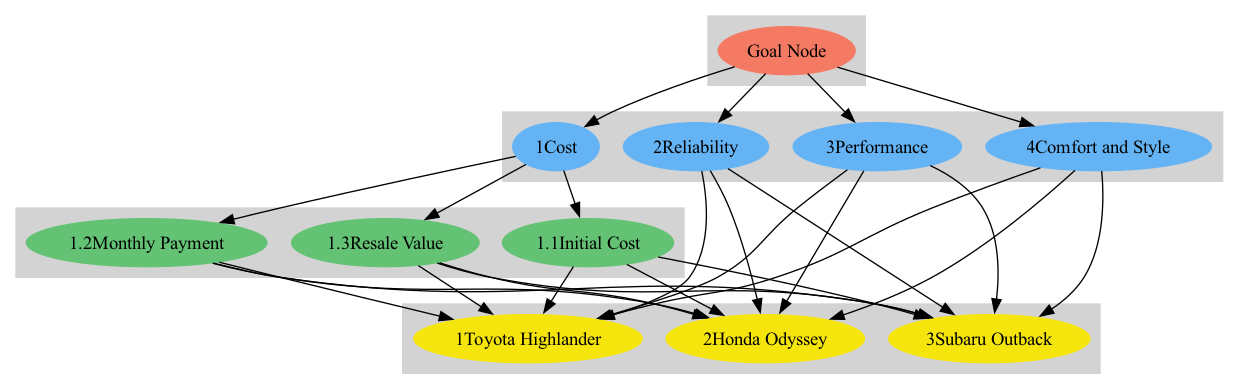 Goal Node
1Cost
2Reliability
3Performance
4Comfort and Style
1.2Monthly Payment
1.3Resale Value
1.1Initial Cost
1Toyota Highlander
2Honda Odyssey
3Subaru Outback